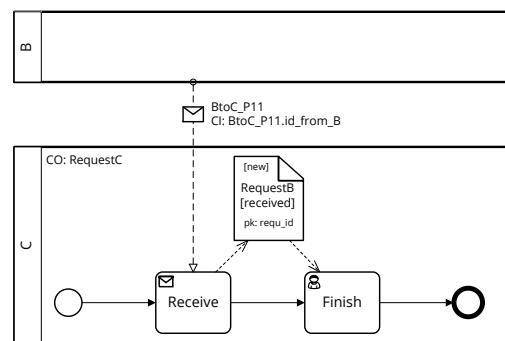 B
BtoC_P11
CI: BtoC_P11.id_from_B
CO: RequestC
C
[new]
RequestB
[received]
pk: requ_id
Receive
Finish